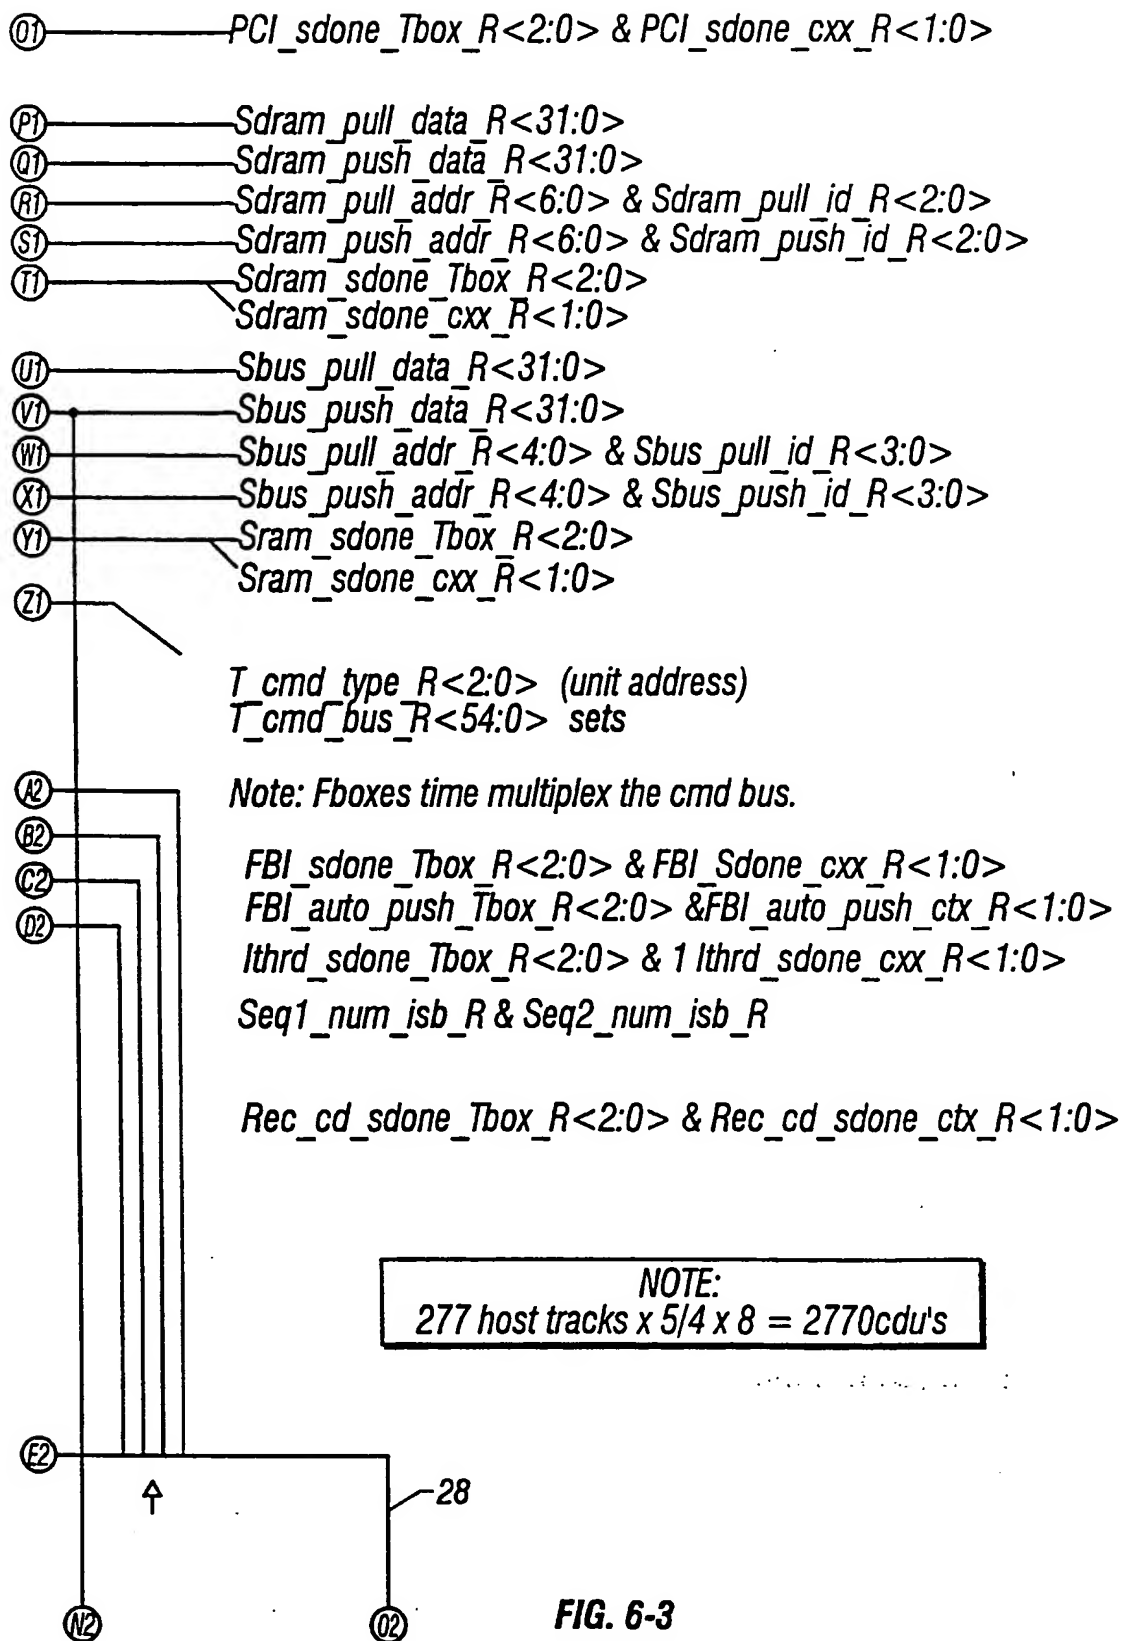 O1 PCI_sdone_Tbox_R<2:0> & PCI_sdone_cxx_R<1:0>
P1 Sdram_pull_data_R<31:0>
Q1 Sdram_push_data_R<31:0>
R1 Sdram_pull_addr_R<6:0> & Sdram_pull_id_R<2:0>
S1 Sdram_push_addr_R<6:0> & Sdram_push_id_R<2:0>
T1 Sdram_sdone_Tbox_R<2:0>
Sdram_sdone_cxx_R<1:0>
U1 Sbus_pull_data_R<31:0>
V1 Sbus_push_data_R<31:0>
W1 Sbus_pull_addr_R<4:0> & Sbus_pull_id_R<3:0>
X1 Sbus_push_addr_R<4:0> & Sbus_push_id_R<3:0>
Y1 Sram_sdone_Tbox_R<2:0>
Sram_sdone_cxx_R<1:0>
Z1
T_cmd_type_R<2:0> (unit address)
T_cmd_bus_R<54:0> sets
A2 Note: Fboxes time multiplex the cmd bus.
B2
FBI_sdone_Tbox_R<2:0> & FBI_Sdone_cxx_R<1:0>
C2
FBI_auto_push_Tbox_R<2:0> &FBI_auto_push_ctx_R<1:0>
D2
Ithrd_sdone_Tbox_R<2:0> & 1 Ithrd_sdone_cxx_R<1:0>
Seq1_num_isb_R & Seq2_num_isb_R
Rec_cd_sdone_Tbox_R<2:0> & Rec_cd_sdone_ctx_R<1:0>
NOTE:
277 host tracks x 5/4 x 8 = 2770cdu's
E2
28
N2 O2
FIG. 6-3